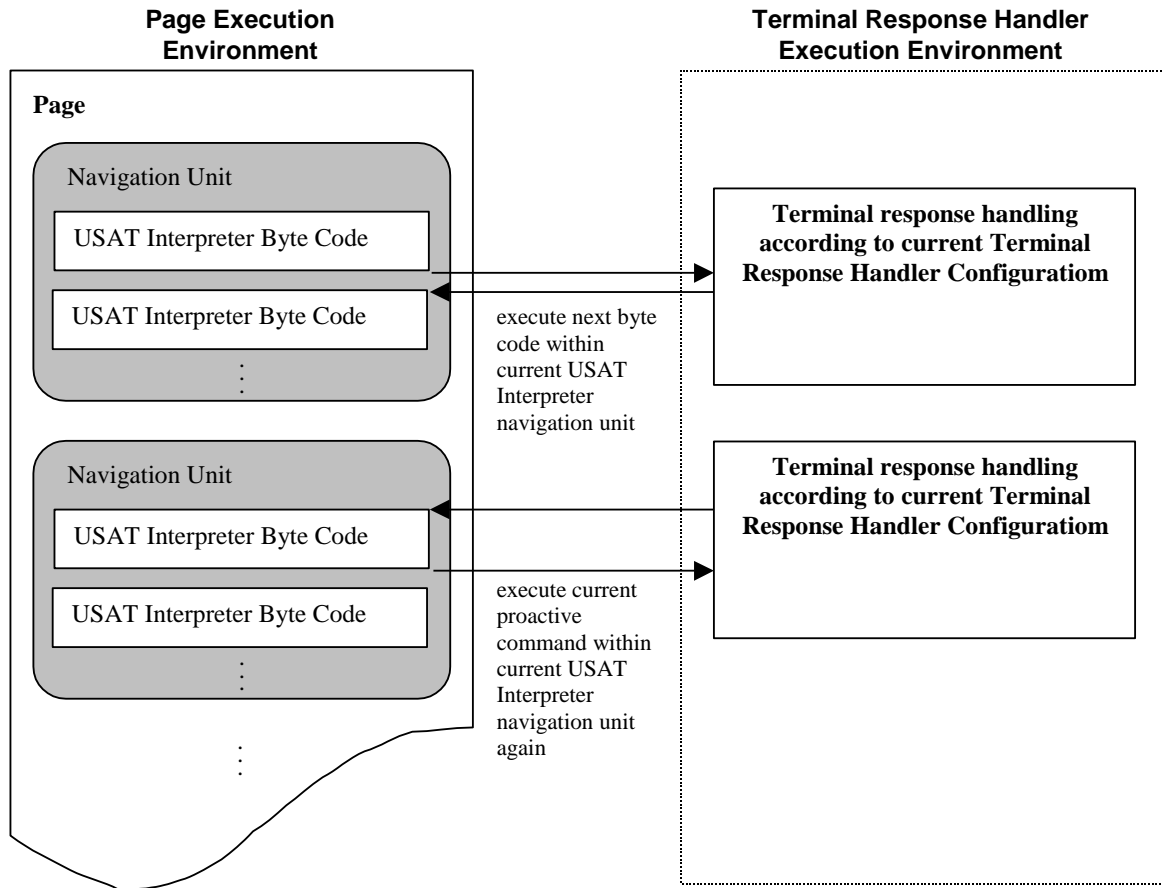 Page Execution
Environment
Terminal Response Handler
Execution Environment
Page
Navigation Unit
USAT Interpreter Byte Code
USAT Interpreter Byte Code
Terminal response handling
according to current Terminal
Response Handler Configuratiom
execute next byte
code within
current USAT
Interpreter
navigation unit
Navigation Unit
USAT Interpreter Byte Code
USAT Interpreter Byte Code
Terminal response handling
according to current Terminal
Response Handler Configuratiom
execute current
proactive
command within
current USAT
Interpreter
navigation unit
again